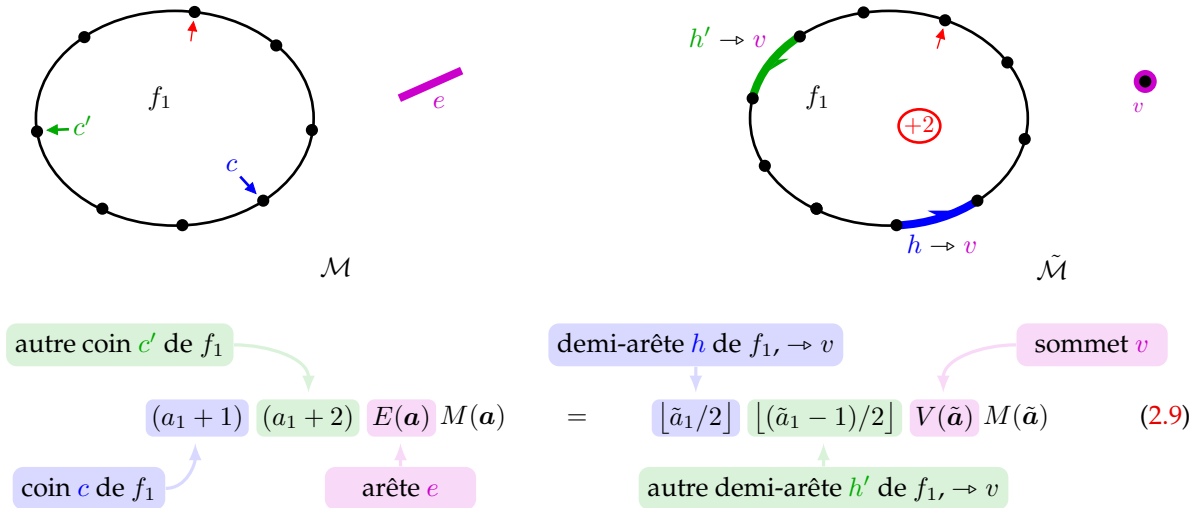 h′ → v
f₁
e
f₁
v
c′
+2
c
h → v
ℳ
ℳ̃
autre coin c′ de f₁
demi-arête h de f₁, → v
sommet v
(a₁ + 1) (a₁ + 2) E(𝒂) M(𝒂) = ⌊ã₁/2⌋ ⌊(ã₁ − 1)/2⌋ V(𝒂̃) M(𝒂̃) (2.9)
coin c de f₁
arête e
autre demi-arête h′ de f₁, → v